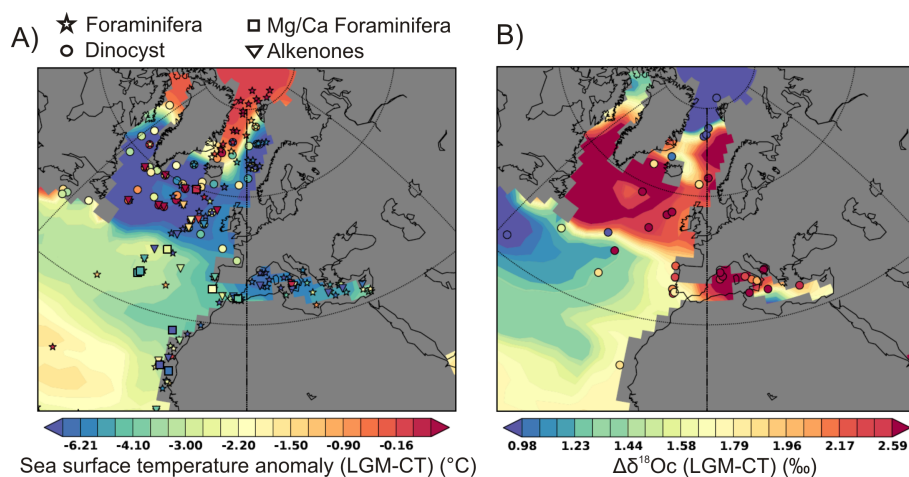 Foraminifera
Mg/Ca Foraminifera
Dinocyst
Alkenones
A)
B)
-6.21 -4.10 -3.00 -2.20 -1.50 -0.90 -0.16
Sea surface temperature anomaly (LGM-CT) (°C)
0.98 1.23 1.44 1.58 1.79 1.96 2.17 2.59
Δδ¹⁸Oc (LGM-CT) (‰)